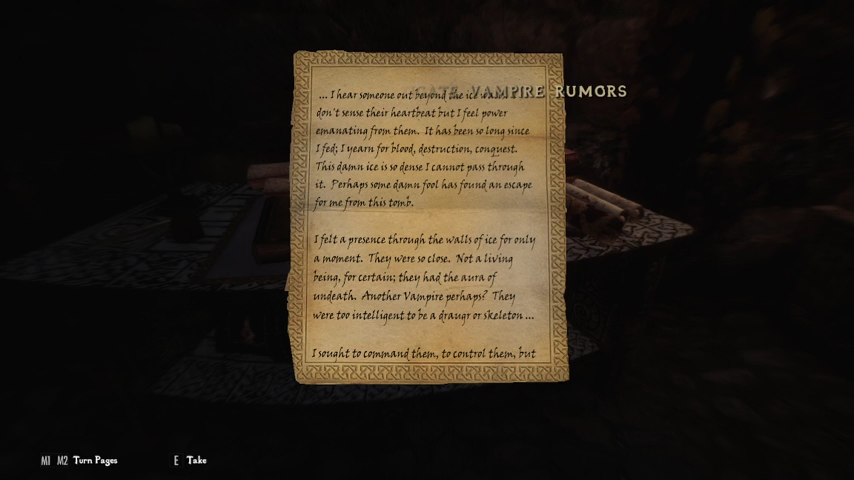 ... I hear someone out beyond the ice walls. I
VAMPIRE RUMORS
don't sense their heartbeat but I feel power
emanating from them. It has been so long since
I fed; I yearn for blood, destruction, conquest.
This damn ice is so dense I cannot pass through
it. Perhaps some damn fool has found an escape
for me from this tomb.
I felt a presence through the walls of ice for only
a moment. They were so close. Not a living
being, for certain; they had the aura of
undeath. Another Vampire perhaps? They
were too intelligent to be a draugr or skeleton ...
I sought to command them, to control them, but
M1 M2 Turn Pages
E Take